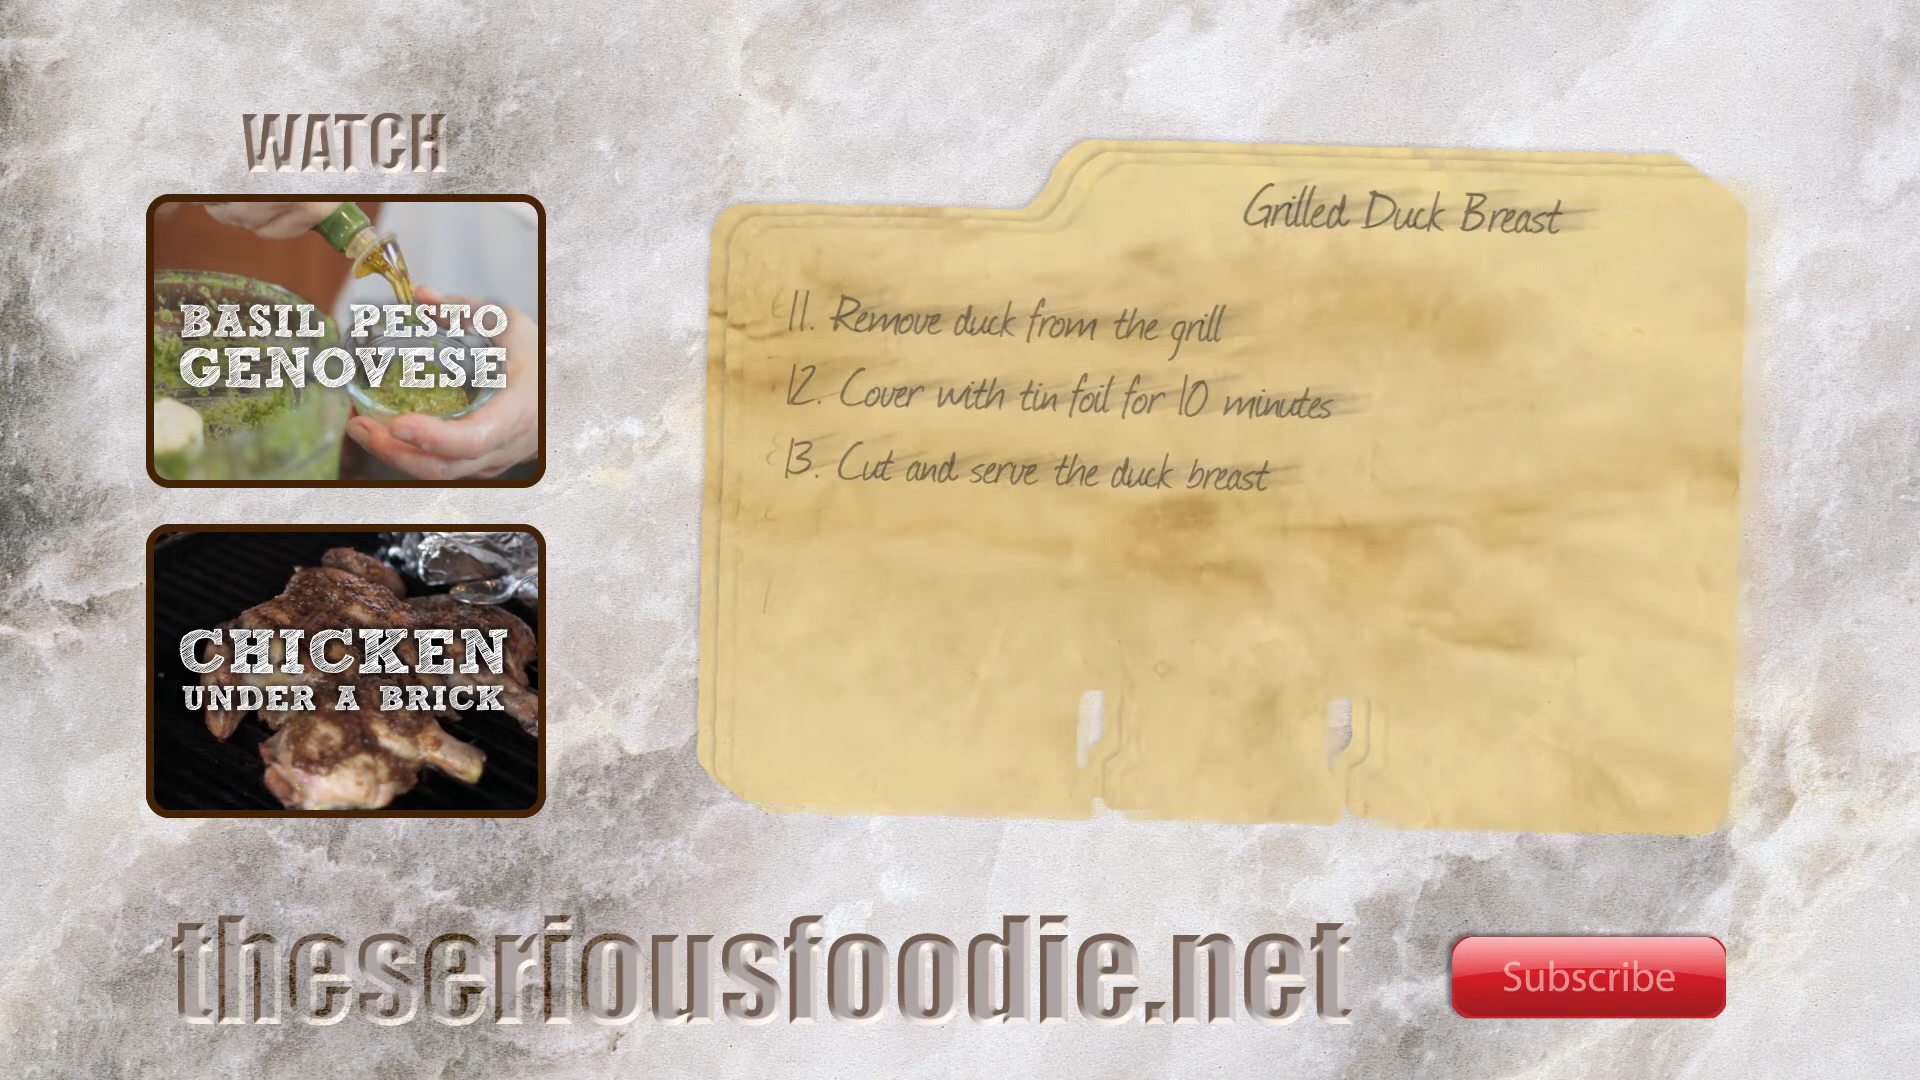 WATCH
BASIL PESTO
GENOVESE
CHICKEN
UNDER A BRICK
Grilled Duck Breast
11. Remove duck from the grill
12. Cover with tin foil for 10 minutes
13. Cut and serve the duck breast
theseriousfoodie.net
Subscribe